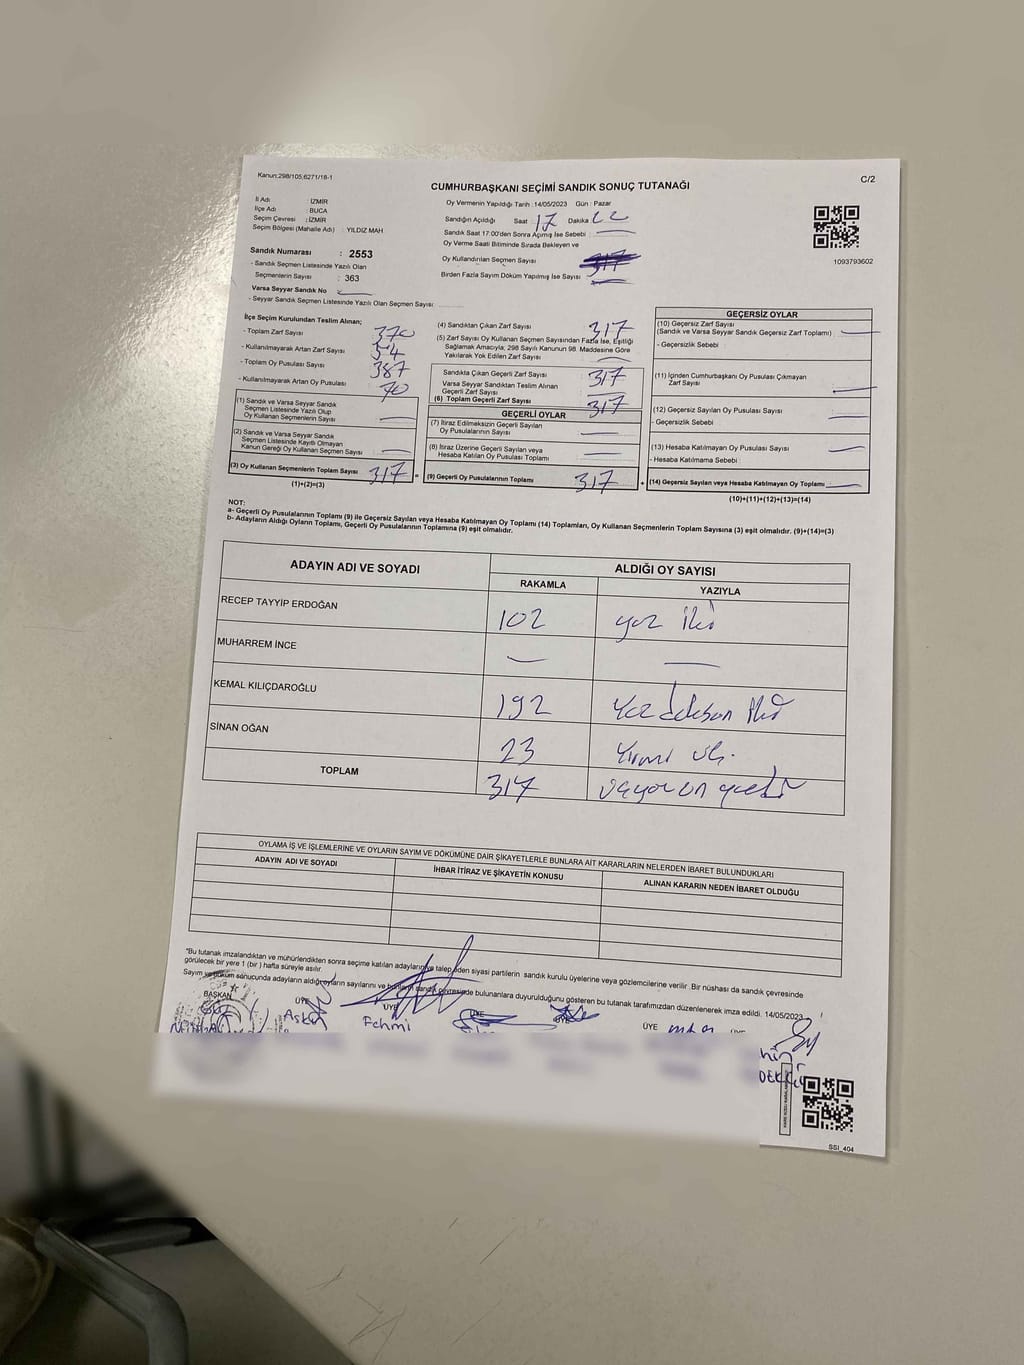 Kanun:298/105,6271/18-1
C/2
CUMHURBAŞKANI SEÇİMİ SANDIK SONUÇ TUTANAĞI
İl Adı : İZMİR
İlçe Adı : BUCA
Seçim Çevresi : İZMİR
Seçim Bölgesi (Mahalle Adı) : YILDIZ MAH
Sandık Numarası : 2553
- Sandık Seçmen Listesinde Yazılı Olan
Seçmenlerin Sayısı : 363
Varsa Seyyar Sandık No
- Seyyar Sandık Seçmen Listesinde Yazılı Olan Seçmen Sayısı:
Oy Vermenin Yapıldığı Tarih :14/05/2023 Gün : Pazar
Sandığın Açıldığı Saat 17 Dakika
Sandık Saat 17:00'den Sonra Açılmış İse Sebebi :
Oy Verme Saati Bitiminde Sırada Bekleyen ve
Oy Kullandırılan Seçmen Sayısı
Birden Fazla Sayım Döküm Yapılmış İse Sayısı
1093793602
İlçe Seçim Kurulundan Teslim Alınan;
- Toplam Zarf Sayısı 370
- Kullanılmayarak Artan Zarf Sayısı 54
- Toplam Oy Pusulası Sayısı 387
- Kullanılmayarak Artan Oy Pusulası 70
(1) Sandık ve Varsa Seyyar Sandık
Seçmen Listesinde Yazılı Olup
Oy Kullanan Seçmenlerin Sayısı
(2) Sandık ve Varsa Seyyar Sandık
Seçmen Listesinde Kayıtlı Olmayan
Kanun Gereği Oy Kullanan Seçmen Sayısı
(3) Oy Kullanan Seçmenlerin Toplam Sayısı 317
(1)+(2)=(3)
(4) Sandıktan Çıkan Zarf Sayısı 317
(5) Zarf Sayısı Oy Kullanan Seçmen Sayısından Fazla İse, Eşitliği
Sağlamak Amacıyla, 298 Sayılı Kanunun 98. Maddesine Göre
Yakılarak Yok Edilen Zarf Sayısı
Sandıkta Çıkan Geçerli Zarf Sayısı 317
Varsa Seyyar Sandıktan Teslim Alınan
Geçerli Zarf Sayısı
(6) Toplam Geçerli Zarf Sayısı 317
GEÇERLİ OYLAR
(7) İtiraz Edilmeksizin Geçerli Sayılan
Oy Pusulalarının Sayısı
(8) İtiraz Üzerine Geçerli Sayılan veya
Hesaba Katılan Oy Pusulası Toplamı
= (9) Geçerli Oy Pusulalarının Toplamı 317 +
GEÇERSİZ OYLAR
(10) Geçersiz Zarf Sayısı
(Sandık ve Varsa Seyyar Sandık Geçersiz Zarf Toplamı)
- Geçersizlik Sebebi :
(11) İçinden Cumhurbaşkanı Oy Pusulası Çıkmayan
Zarf Sayısı
(12) Geçersiz Sayılan Oy Pusulası Sayısı
- Geçersizlik Sebebi
(13) Hesaba Katılmayan Oy Pusulası Sayısı
- Hesaba Katılmama Sebebi
(14) Geçersiz Sayılan veya Hesaba Katılmayan Oy Toplamı
(10)+(11)+(12)+(13)=(14)
NOT:
a- Geçerli Oy Pusulalarının Toplamı (9) ile Geçersiz Sayılan veya Hesaba Katılmayan Oy Toplamı (14) Toplamları, Oy Kullanan Seçmenlerin Toplam Sayısına (3) eşit olmalıdır. (9)+(14)=(3)
b- Adayların Aldığı Oyların Toplamı, Geçerli Oy Pusulalarının Toplamına (9) eşit olmalıdır.
ADAYIN ADI VE SOYADI
ALDIĞI OY SAYISI
RAKAMLA YAZIYLA
RECEP TAYYİP ERDOĞAN 102 yüz iki
MUHARREM İNCE
KEMAL KILIÇDAROĞLU 192 iki
SİNAN OĞAN 23 Yirmi üç.
TOPLAM 317
OYLAMA İŞ VE İŞLEMLERİNE VE OYLARIN SAYIM VE DÖKÜMÜNE DAİR ŞİKAYETLERLE BUNLARA AİT KARARLARIN NELERDEN İBARET BULUNDUKLARI
ADAYIN ADI VE SOYADI İHBAR İTİRAZ VE ŞİKAYETİN KONUSU ALINAN KARARIN NEDEN İBARET OLDUĞU
*Bu tutanak imzalandıktan ve mühürlendikten sonra seçime katılan adayların ve talep eden siyasi partilerin sandık kurulu üyelerine veya gözlemcilerine verilir. Bir nüshası da sandık çevresinde
görülecek bir yere 1 (bir) hafta süreyle asılır.
Sayım ve döküm sonucunda adayların aldığı oyların sayılarını ve bunların sandık çevresinde bulunanlara duyurulduğunu gösteren bu tutanak tarafımızdan düzenlenerek imza edildi. 14/05/2023
BAŞKAN ÜYE ÜYE ÜYE ÜYE ÜYE ÜYE
Aşkın Fehmi
SSI_404